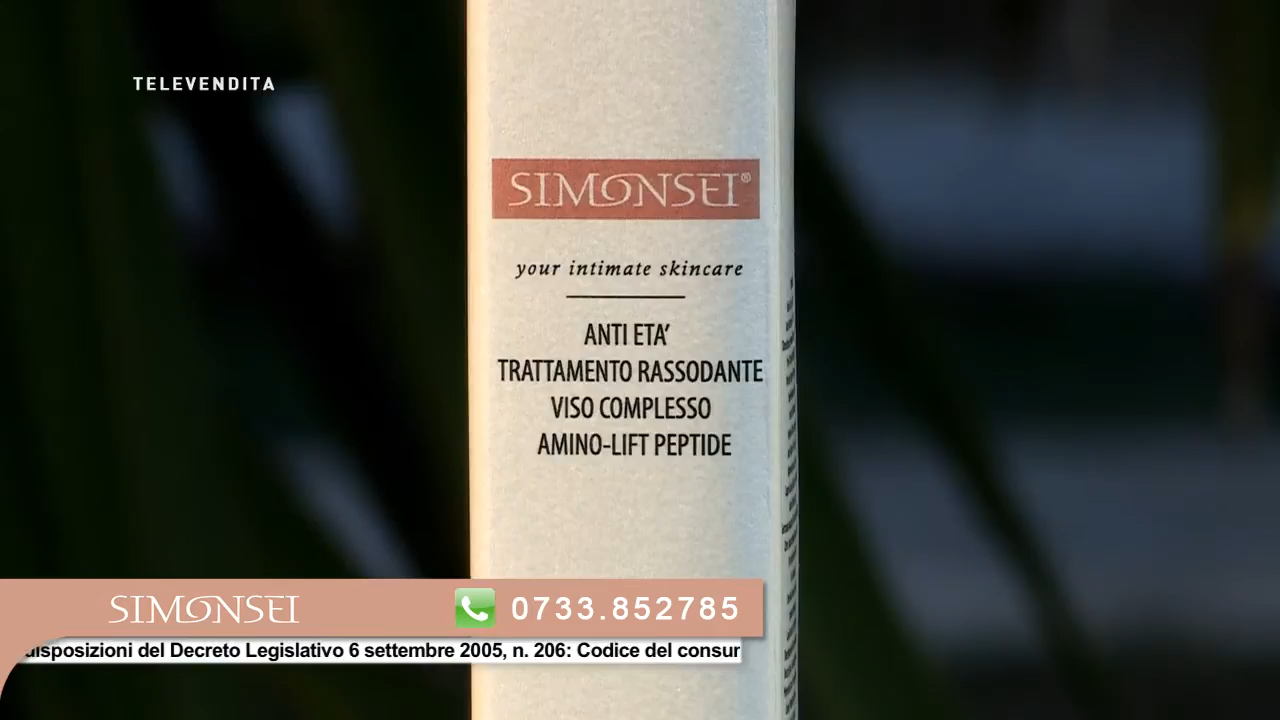 TELEVENDITA
SIMONSEI®
your intimate skincare
ANTI ETA'
TRATTAMENTO RASSODANTE
VISO COMPLESSO
AMINO-LIFT PEPTIDE
SIMONSEI
0733.852785
disposizioni del Decreto Legislativo 6 settembre 2005, n. 206: Codice del consur